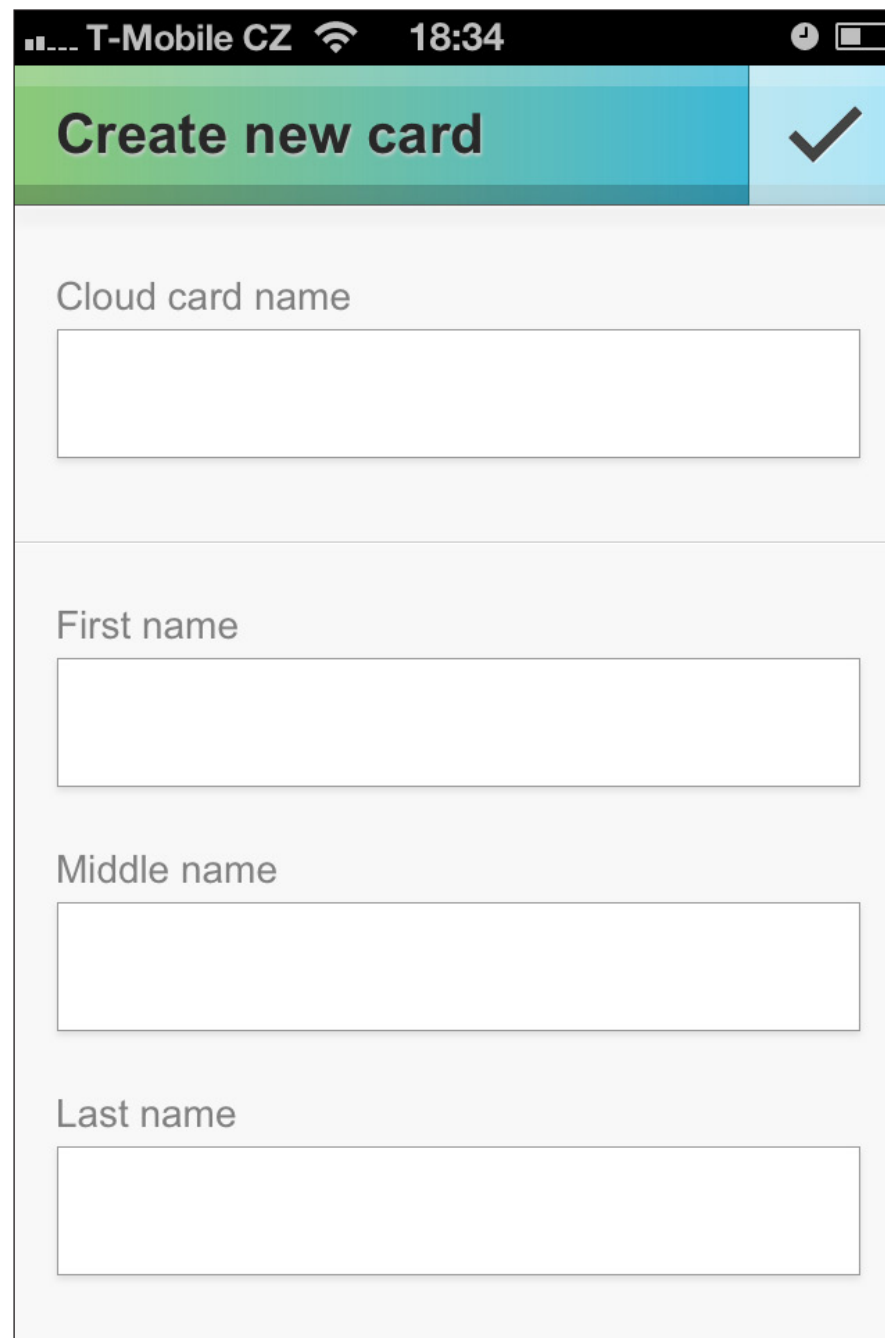 T-Mobile CZ 18:34
Create new card
Cloud card name
First name
Middle name
Last name